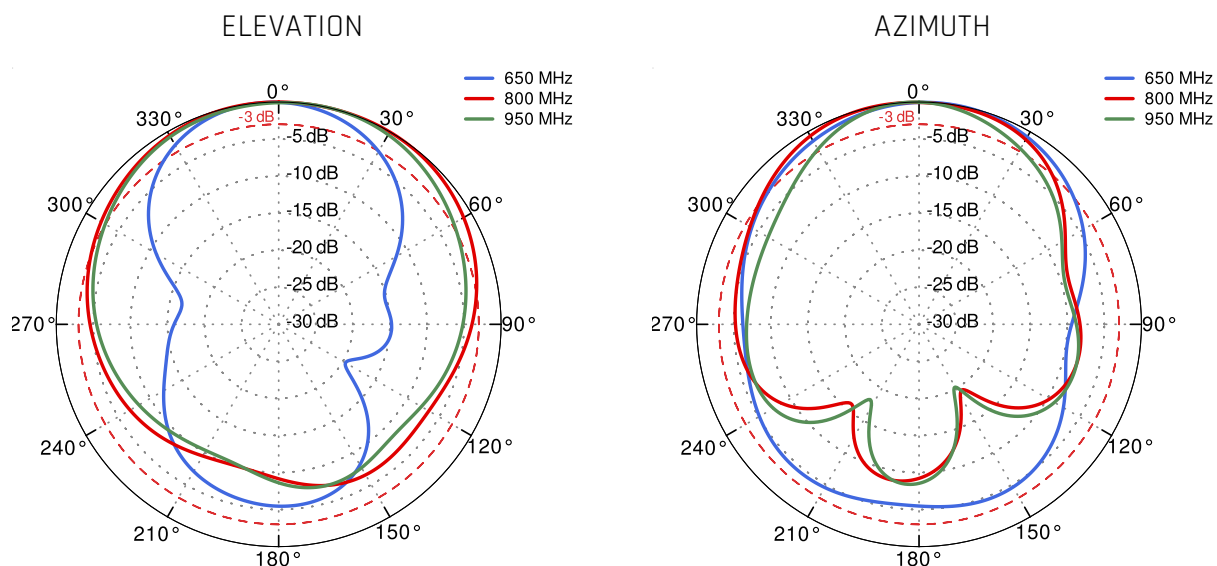 ELEVATION
650 MHz
800 MHz
950 MHz
0°
-3 dB
330°
30°
-5 dB
-10 dB
300°
60°
-15 dB
-20 dB
-25 dB
270°
-30 dB
90°
240°
120°
210°
150°
180°
AZIMUTH
650 MHz
800 MHz
950 MHz
0°
-3 dB
330°
30°
-5 dB
-10 dB
300°
60°
-15 dB
-20 dB
-25 dB
270°
-30 dB
90°
240°
120°
210°
150°
180°